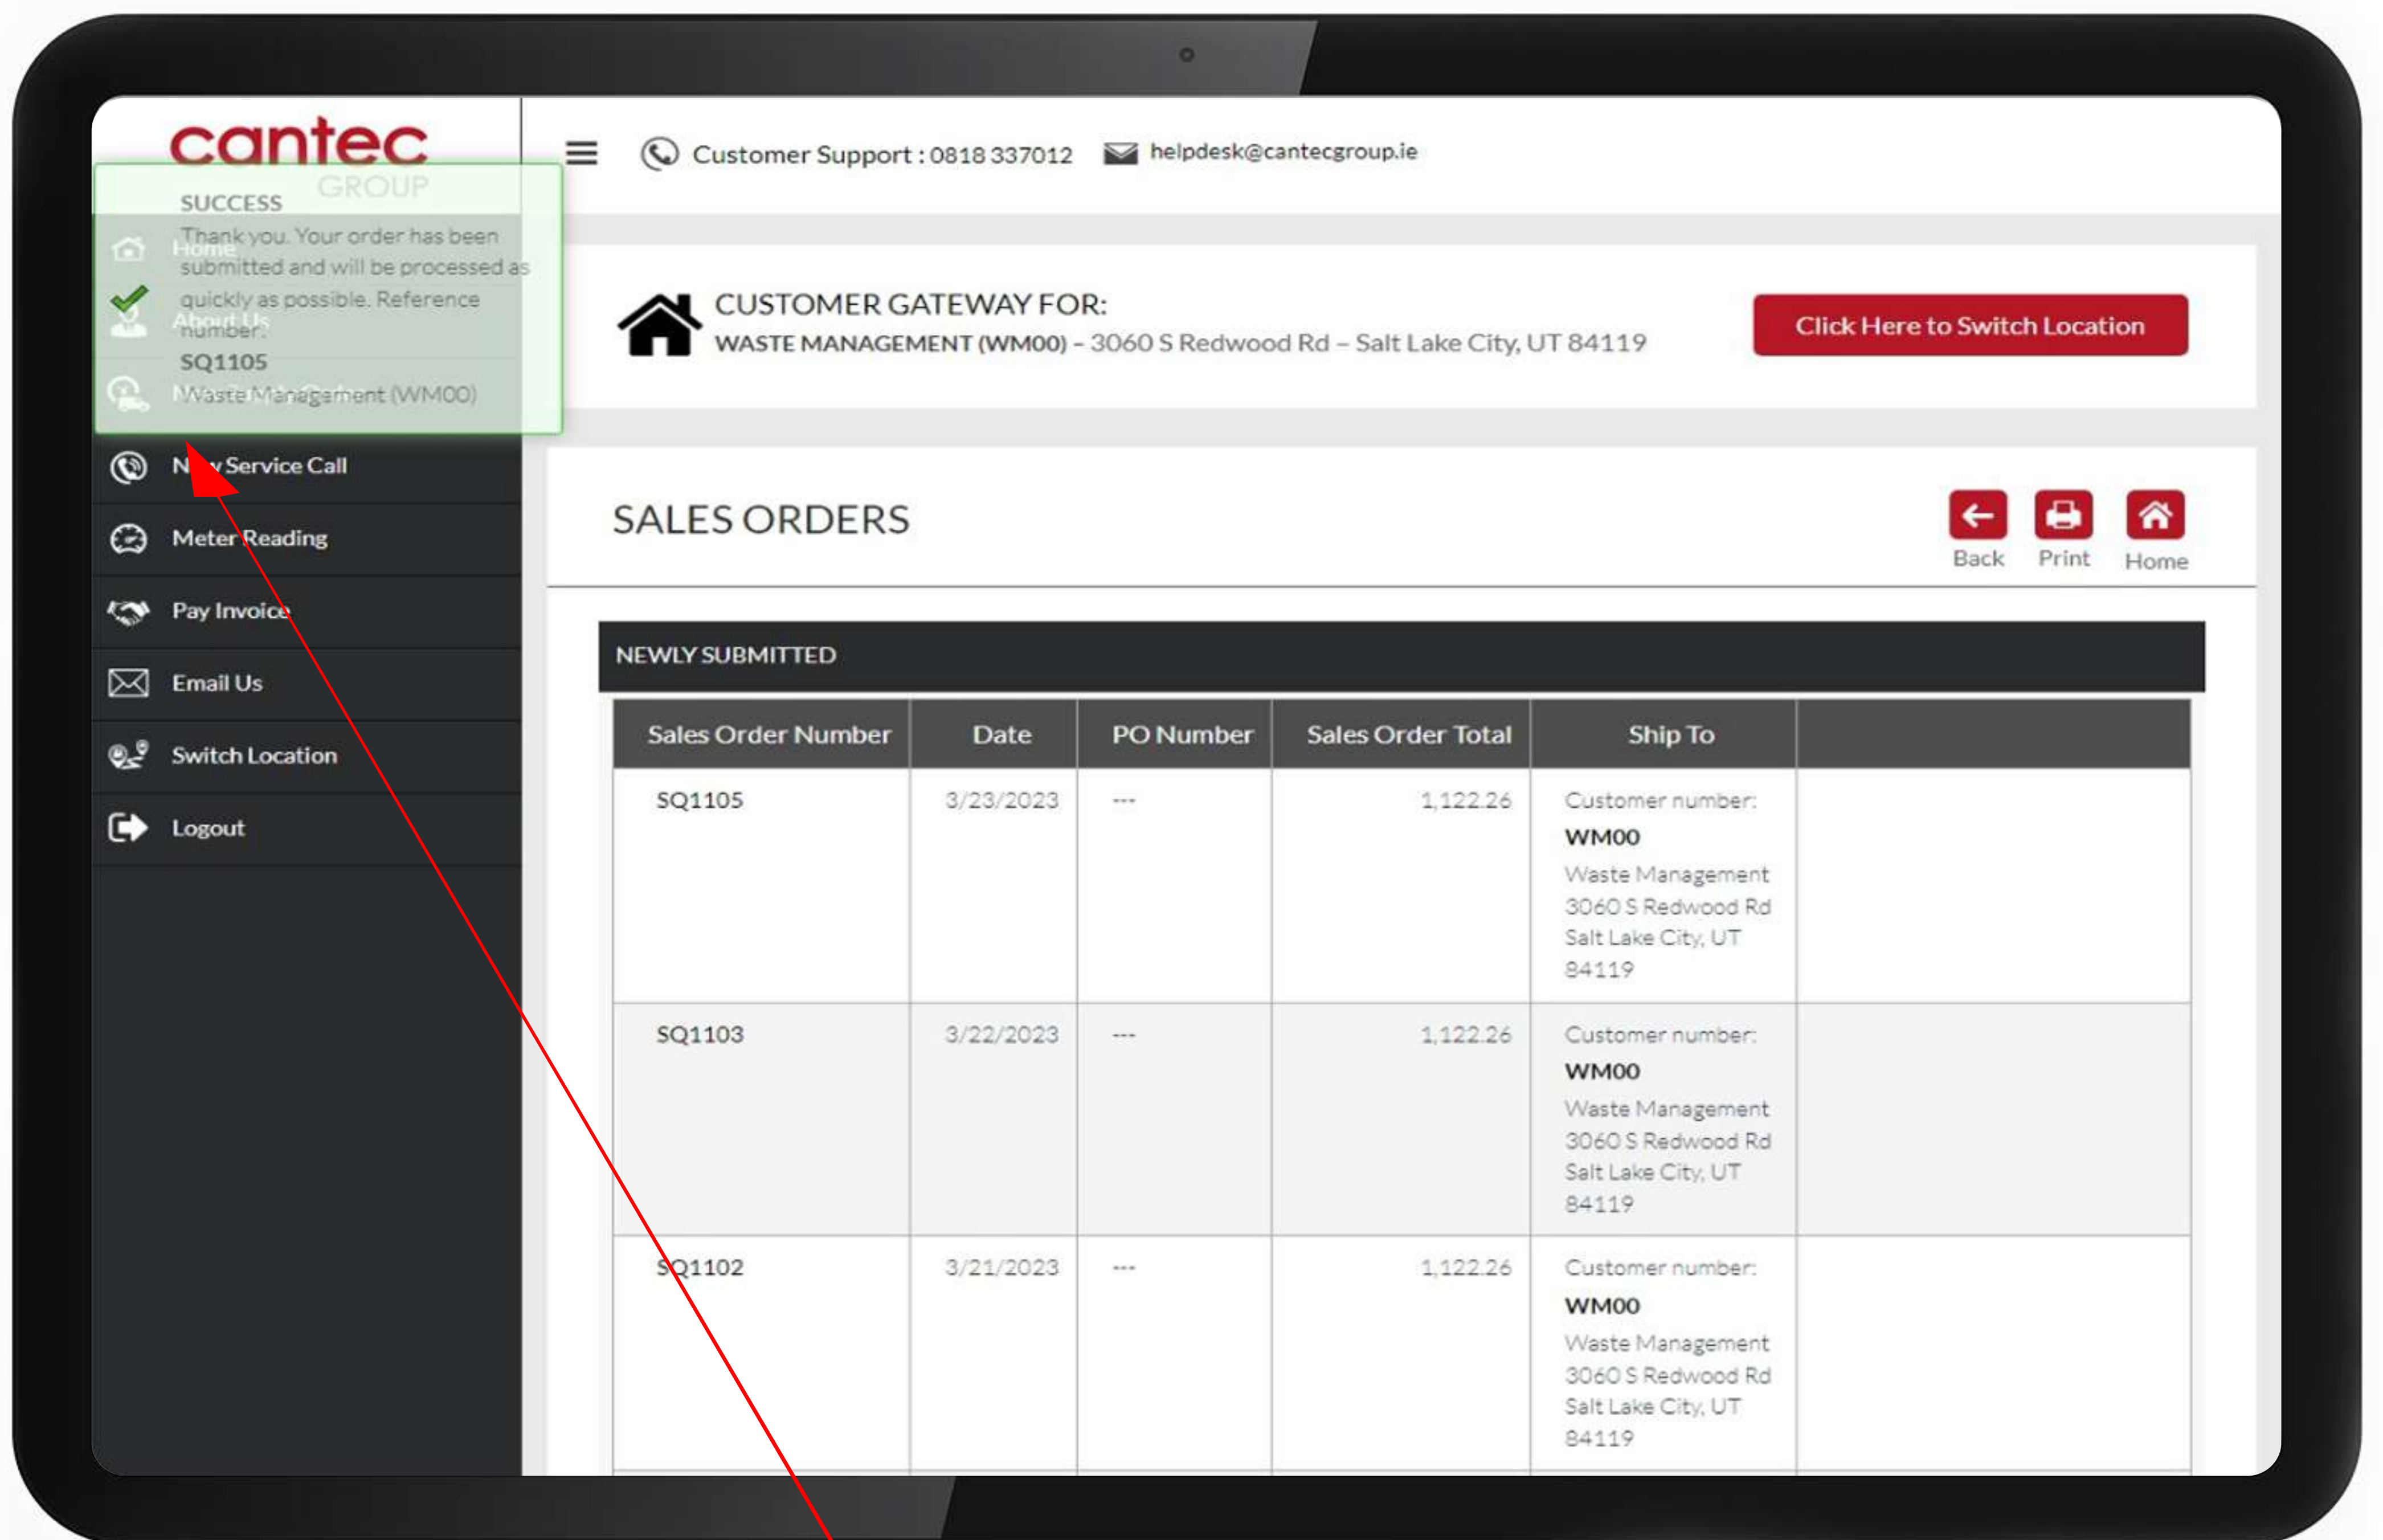 cantec
GROUP
Customer Support : 0818 337012
helpdesk@cantecgroup.ie
SUCCESS
Thank you. Your order has been
submitted and will be processed as
quickly as possible. Reference
number:
SQ1105
Waste Management (WM00)
Home
About Us
New Service Call
Meter Reading
Pay Invoice
Email Us
Switch Location
Logout
CUSTOMER GATEWAY FOR:
WASTE MANAGEMENT (WM00) – 3060 S Redwood Rd – Salt Lake City, UT 84119
Click Here to Switch Location
SALES ORDERS
Back Print Home
NEWLY SUBMITTED
Sales Order Number Date PO Number Sales Order Total Ship To
SQ1105 3/23/2023 --- 1,122.26 Customer number:
WM00
Waste Management
3060 S Redwood Rd
Salt Lake City, UT
84119
SQ1103 3/22/2023 --- 1,122.26 Customer number:
WM00
Waste Management
3060 S Redwood Rd
Salt Lake City, UT
84119
SQ1102 3/21/2023 --- 1,122.26 Customer number:
WM00
Waste Management
3060 S Redwood Rd
Salt Lake City, UT
84119